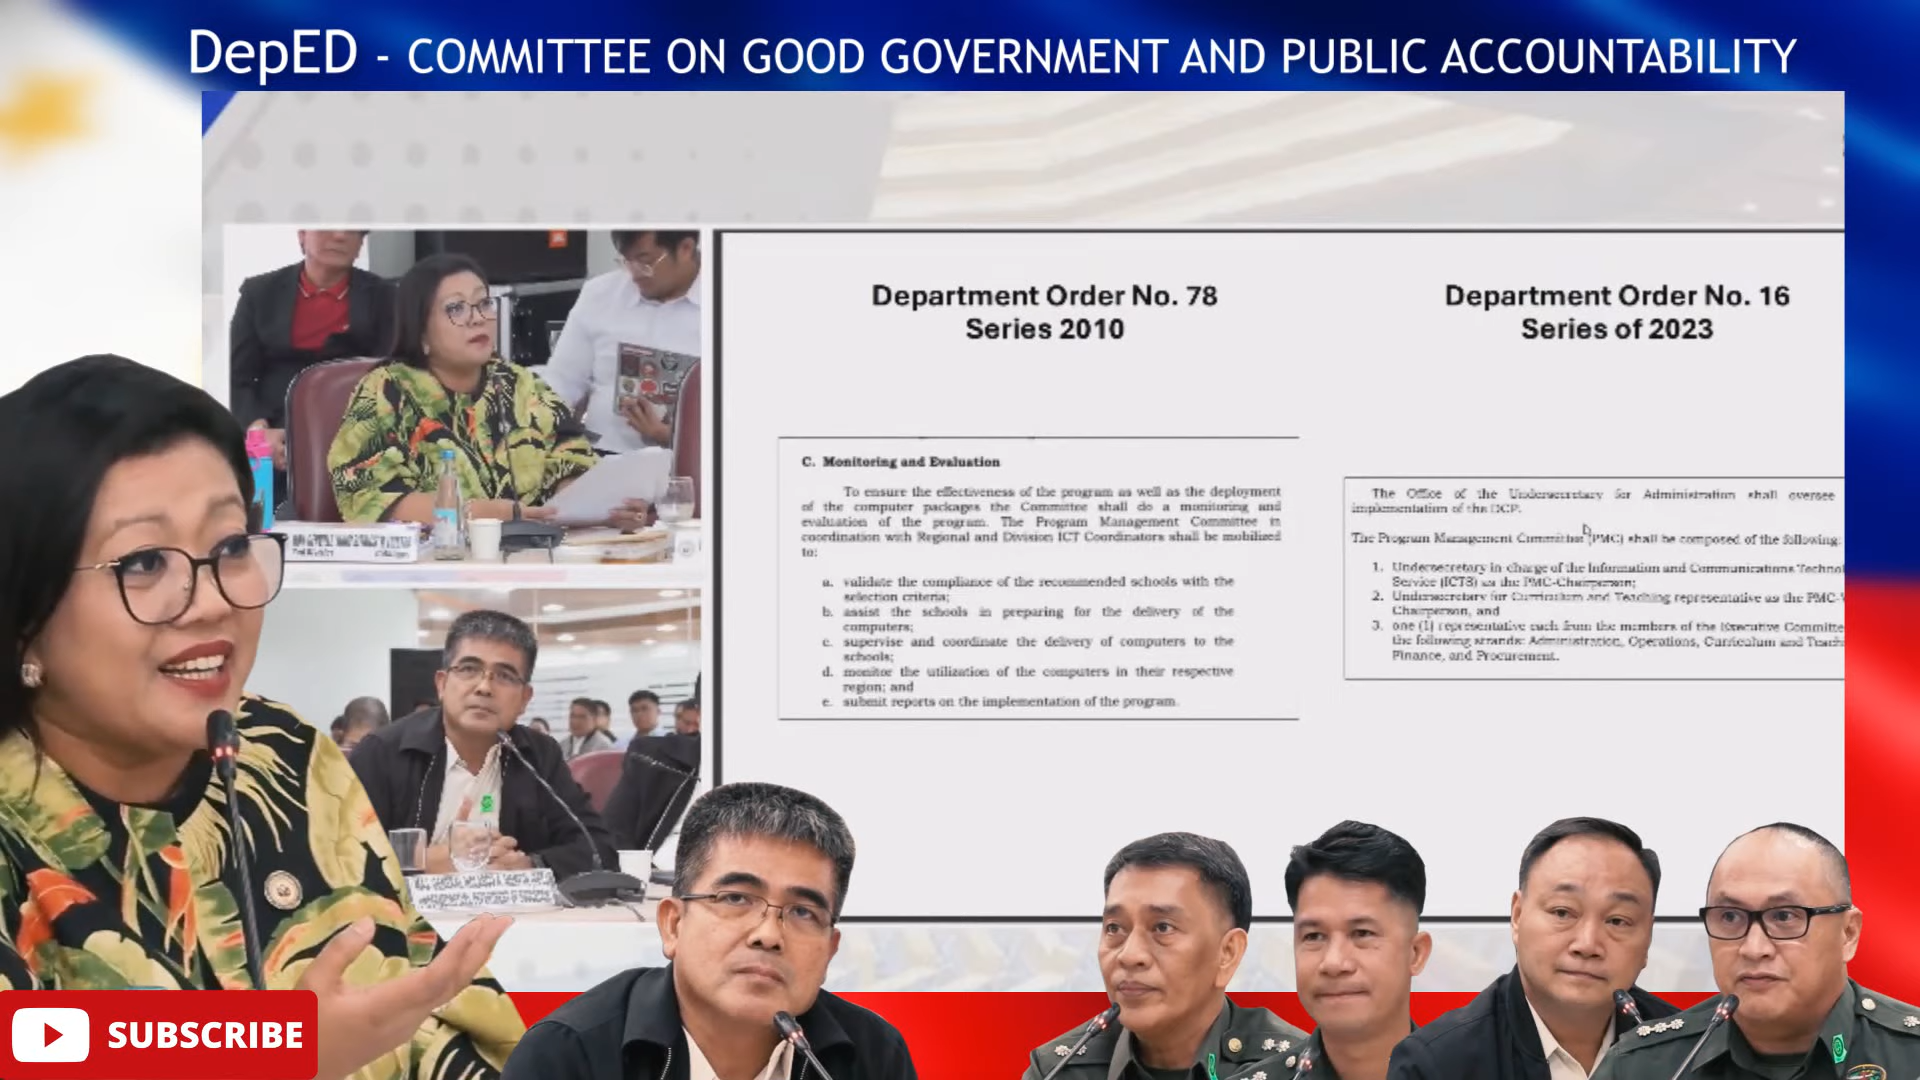 DepED - COMMITTEE ON GOOD GOVERNMENT AND PUBLIC ACCOUNTABILITY
Department Order No. 78
Series 2010
C. Monitoring and Evaluation
To ensure the effectiveness of the program as well as the deployment
of the computer packages the Committee shall do a monitoring and
evaluation of the program. The Program Management Committee in
coordination with Regional and Division ICT Coordinators shall be mobilized
to:
a. validate the compliance of the recommended schools with the
selection criteria;
b. assist the schools in preparing for the delivery of the
computers;
c. supervise and coordinate the delivery of computers to the
schools;
d. monitor the utilization of the computers in their respective
region; and
e. submit reports on the implementation of the program.
Department Order No. 16
Series of 2023
The Office of the Undersecretary for Administration shall oversee
implementation of the DCP.
The Program Management Committee (PMC) shall be composed of the following:
1. Undersecretary in charge of the Information and Communications Technol
Service (ICTS) as the PMC-Chairperson;
2. Undersecretary for Curriculum and Teaching representative as the PMC-
Chairperson, and
3. one (1) representative each from the members of the Executive Committe
the following strands: Administration, Operations, Curriculum and Teach
Finance, and Procurement.
SUBSCRIBE